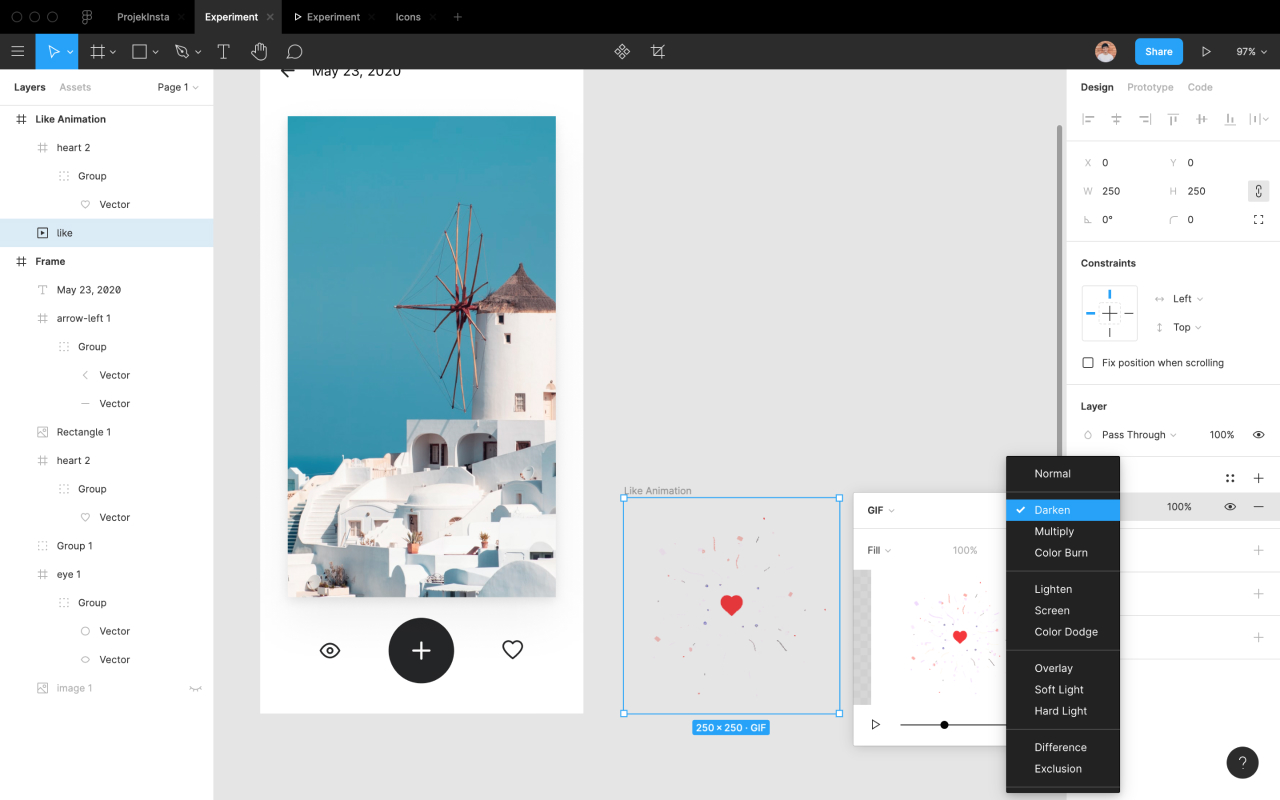 ProjekInsta
Experiment
Experiment
Icons
Share
97%
Layers
Assets
Page 1
Like Animation
heart 2
Group
Vector
like
Frame
May 23, 2020
arrow-left 1
Group
Vector
Vector
Rectangle 1
heart 2
Group
Vector
Group 1
eye 1
Group
Vector
Vector
image 1
May 23, 2020
Like Animation
250 × 250 · GIF
GIF
Fill
100%
Normal
Darken
Multiply
Color Burn
Lighten
Screen
Color Dodge
Overlay
Soft Light
Hard Light
Difference
Exclusion
Design
Prototype
Code
X 0
Y 0
W 250
H 250
0°
0
Constraints
Left
Top
Fix position when scrolling
Layer
Pass Through
100%
100%
?